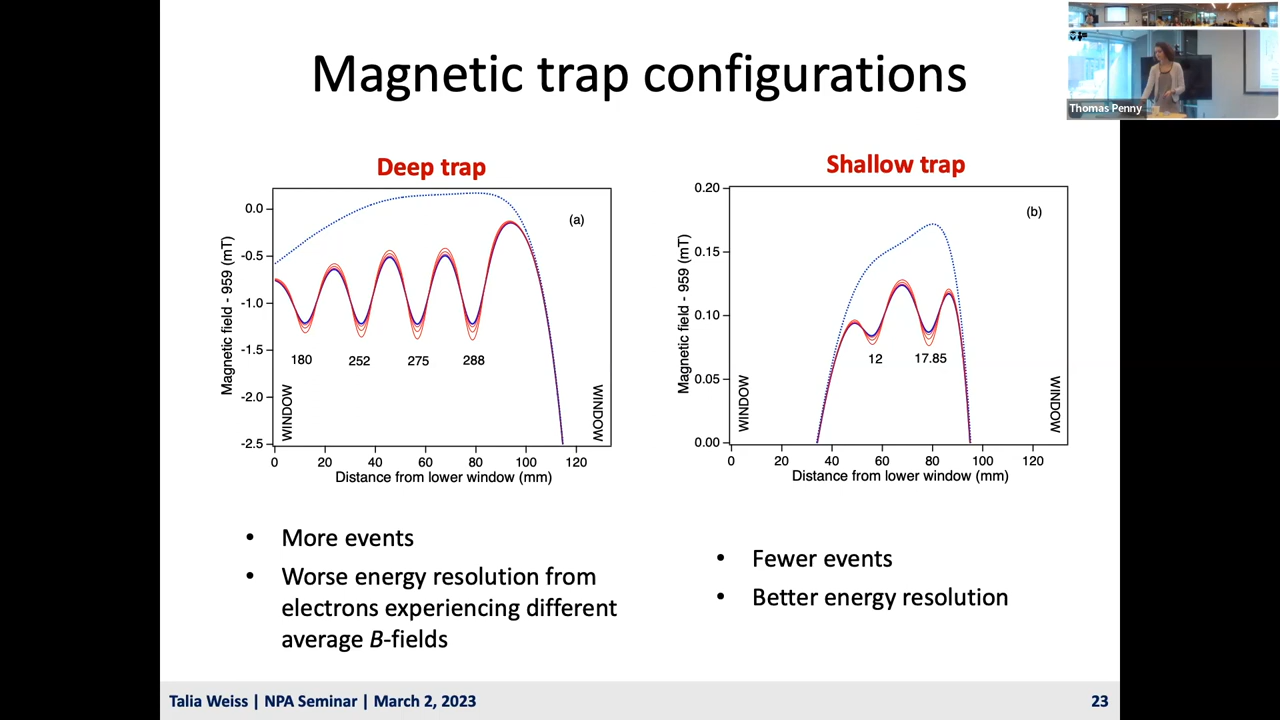 Magnetic trap configurations
Thomas Penny
Deep trap
Magnetic field - 959 (mT)
0.0
-0.5
-1.0
-1.5
-2.0
-2.5
(a)
180
252
275
288
WINDOW
WINDOW
0
20
40
60
80
100
120
Distance from lower window (mm)
Shallow trap
Magnetic field - 959 (mT)
0.20
0.15
0.10
0.05
0.00
(b)
12
17.85
WINDOW
WINDOW
0
20
40
60
80
100
120
Distance from lower window (mm)
• More events
• Worse energy resolution from
electrons experiencing different
average B-fields
• Fewer events
• Better energy resolution
Talia Weiss | NPA Seminar | March 2, 2023
23